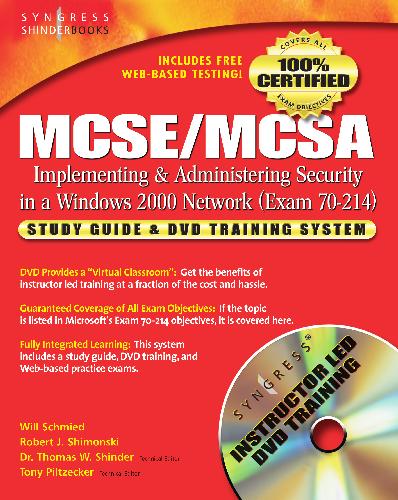 SYNGRESS
SHINDERBOOKS
INCLUDES FREE
WEB-BASED TESTING!
COVERS ALL
100%
CERTIFIED
EXAM OBJECTIVES
MCSE/MCSA
Implementing & Administering Security
in a Windows 2000 Network (Exam 70-214)
STUDY GUIDE & DVD TRAINING SYSTEM
DVD Provides a "Virtual Classroom": Get the benefits of
instructor led training at a fraction of the cost and hassle.
Guaranteed Coverage of All Exam Objectives: If the topic
is listed in Microsoft's Exam 70-214 objectives, it is covered here.
Fully Integrated Learning: This system
includes a study guide, DVD training, and
Web-based practice exams.
SYNGRESS®
INSTRUCTOR LED
DVD TRAINING
Will Schmied
Robert J. Shimonski
Dr. Thomas W. Shinder Technical Editor
Tony Piltzecker Technical Editor